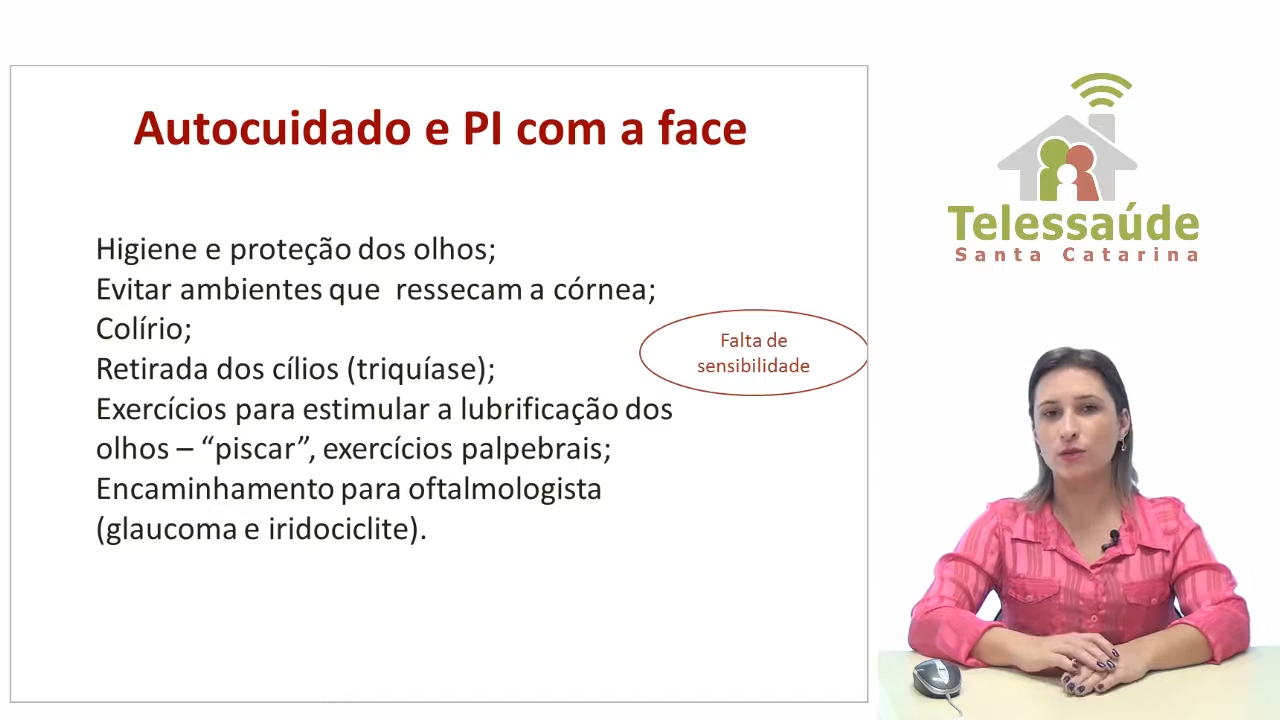 Autocuidado e PI com a face
Higiene e proteção dos olhos;
Evitar ambientes que ressecam a córnea;
Colírio;
Retirada dos cílios (triquíase);
Exercícios para estimular a lubrificação dos
olhos – “piscar”, exercícios palpebrais;
Encaminhamento para oftalmologista
(glaucoma e iridociclite).
Falta de
sensibilidade
Telessaúde
Santa Catarina